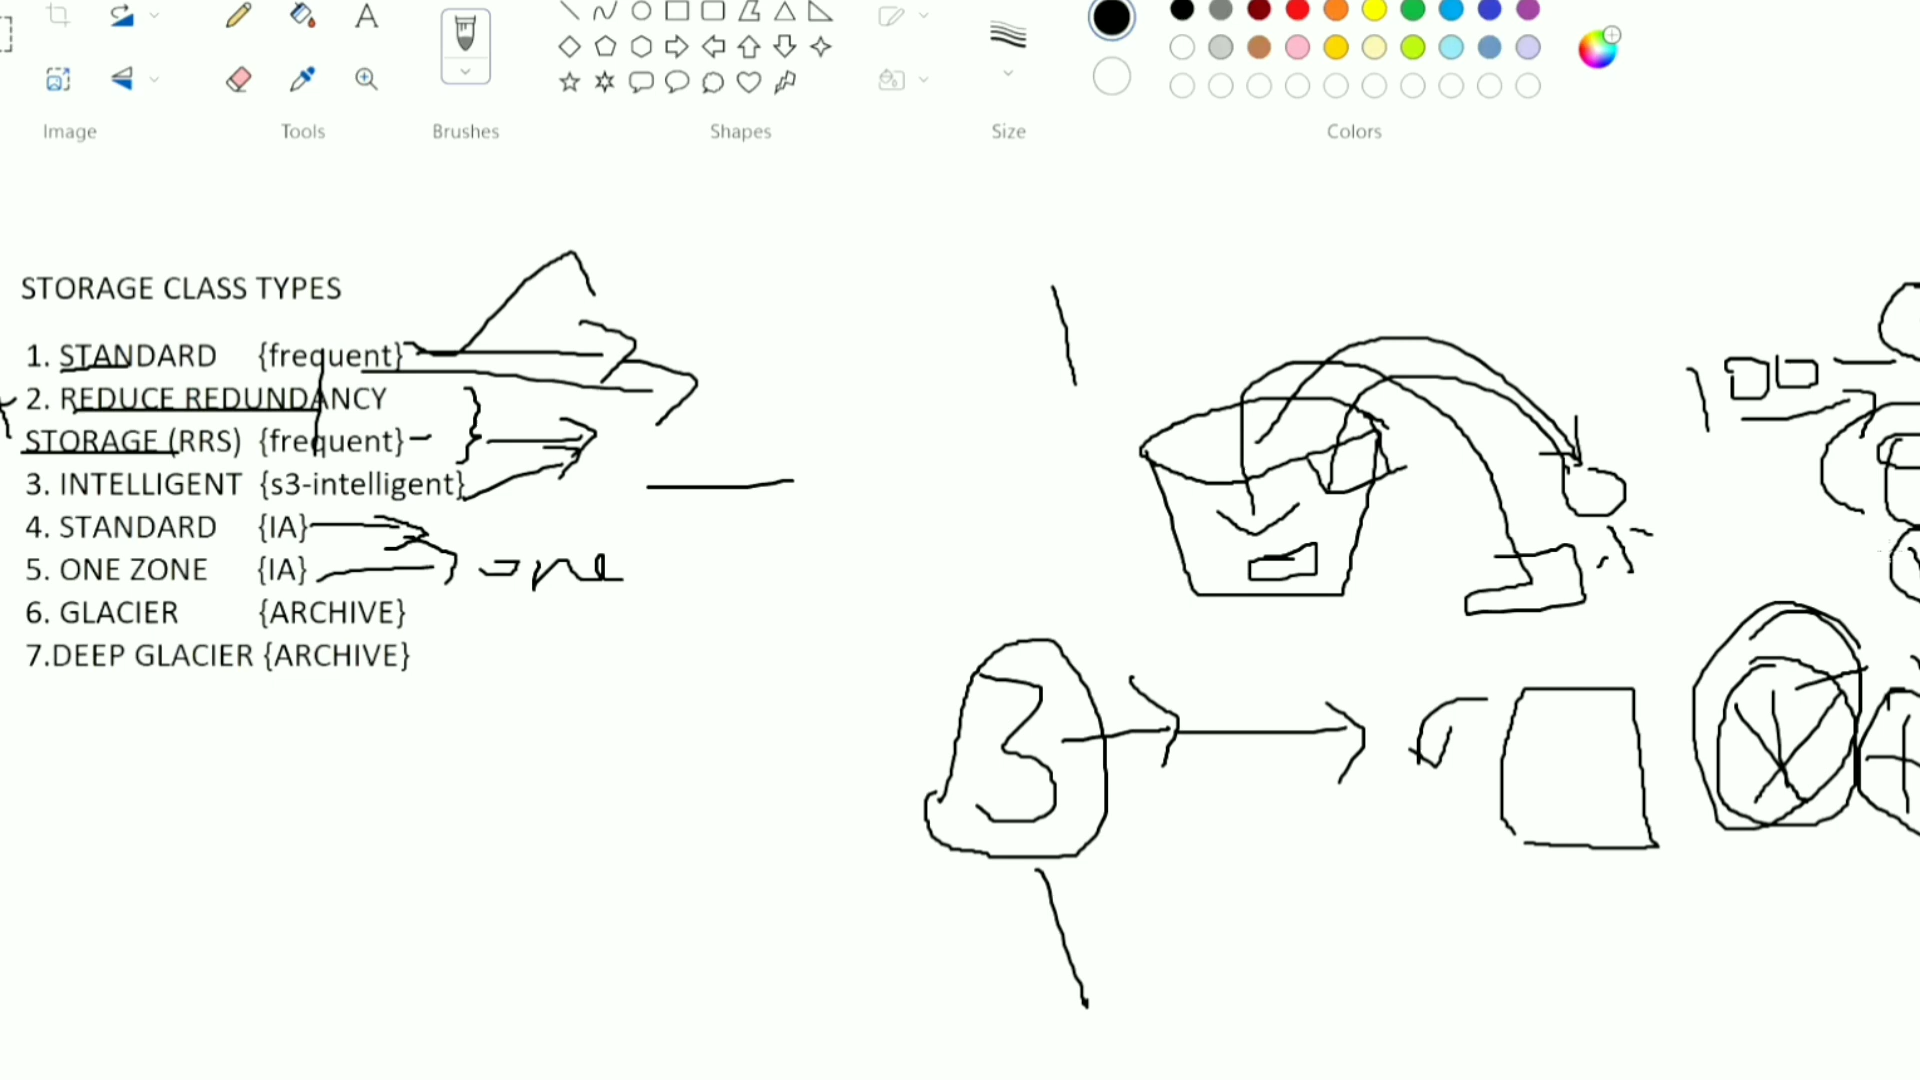 Image
Tools
Brushes
Shapes
Size
Colors
STORAGE CLASS TYPES
1. STANDARD {frequent}
2. REDUCE REDUNDANCY
STORAGE (RRS) {frequent}
3. INTELLIGENT {s3-intelligent}
4. STANDARD {IA}
5. ONE ZONE {IA}
6. GLACIER {ARCHIVE}
7.DEEP GLACIER {ARCHIVE}
3